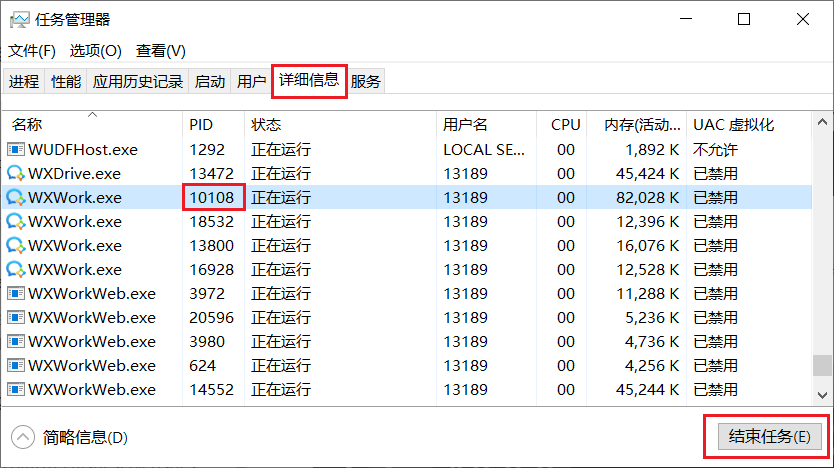 任务管理器
文件(F) 选项(O) 查看(V)
进程 性能 应用历史记录 启动 用户 详细信息 服务
名称 PID 状态 用户名 CPU 内存(活动... UAC 虚拟化
WUDFHost.exe 1292 正在运行 LOCAL SE... 00 1,892 K 不允许
WXDrive.exe 13472 正在运行 13189 00 45,424 K 已禁用
WXWork.exe 10108 正在运行 13189 00 82,028 K 已禁用
WXWork.exe 18532 正在运行 13189 00 12,396 K 已禁用
WXWork.exe 13800 正在运行 13189 00 16,076 K 已禁用
WXWork.exe 16928 正在运行 13189 00 12,528 K 已禁用
WXWorkWeb.exe 3972 正在运行 13189 00 11,288 K 已禁用
WXWorkWeb.exe 20596 正在运行 13189 00 5,236 K 已禁用
WXWorkWeb.exe 3980 正在运行 13189 00 4,736 K 已禁用
WXWorkWeb.exe 624 正在运行 13189 00 4,256 K 已禁用
WXWorkWeb.exe 14552 正在运行 13189 00 45,244 K 已禁用
简略信息(D) 结束任务(E)